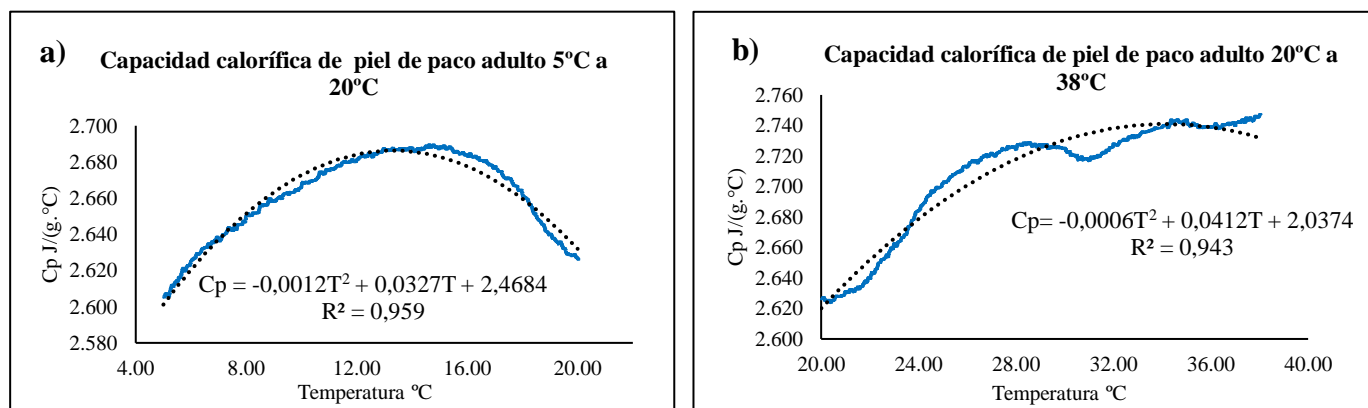 a)
Capacidad calorífica de piel de paco adulto 5ºC a
20ºC
2.700
2.680
2.660
2.640
2.620
2.600
2.580
Cp J/(g.°C)
Cp = -0,0012T² + 0,0327T + 2,4684
R² = 0,959
4.00 8.00 12.00 16.00 20.00
Temperatura ºC
b)
Capacidad calorífica de piel de paco adulto 20ºC a
38ºC
2.760
2.740
2.720
2.700
2.680
2.660
2.640
2.620
2.600
Cp J/(g.°C)
Cp= -0,0006T² + 0,0412T + 2,0374
R² = 0,943
20.00 24.00 28.00 32.00 36.00 40.00
Temperatura ºC